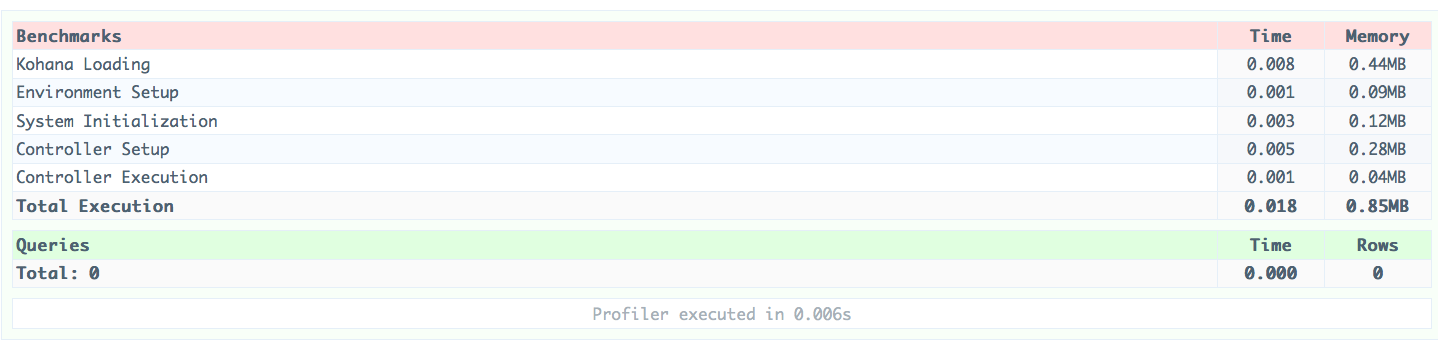 Benchmarks Time Memory
Kohana Loading 0.008 0.44MB
Environment Setup 0.001 0.09MB
System Initialization 0.003 0.12MB
Controller Setup 0.005 0.28MB
Controller Execution 0.001 0.04MB
Total Execution 0.018 0.85MB
Queries Time Rows
Total: 0 0.000 0
Profiler executed in 0.006s